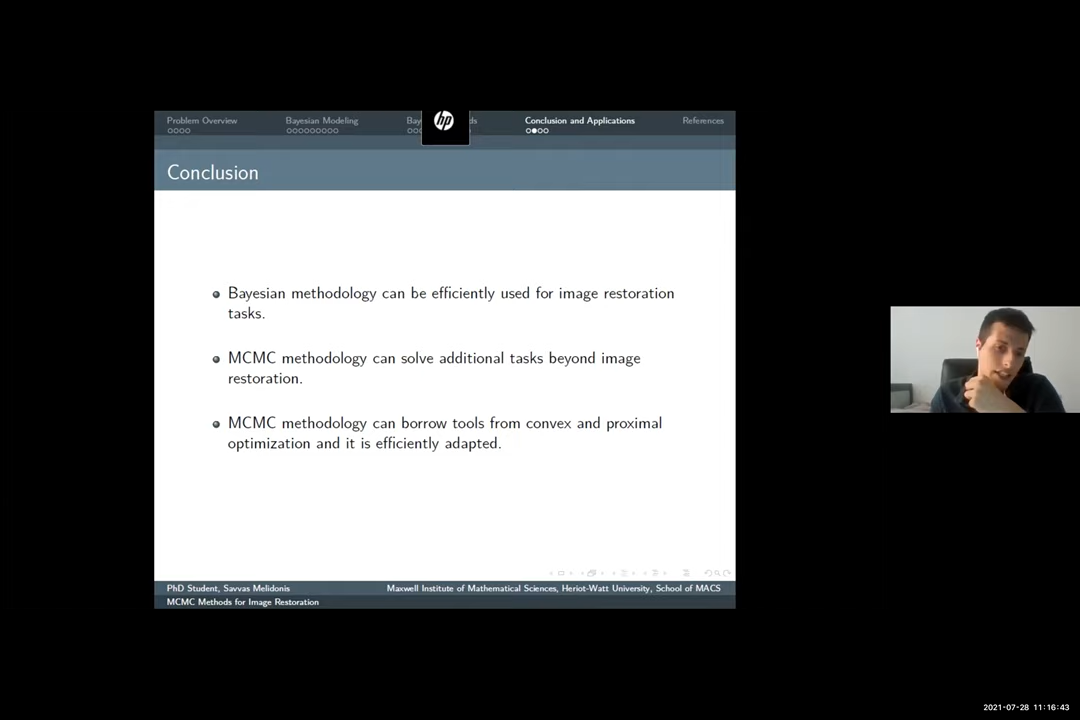 Problem Overview
Bayesian Modeling
hp
Conclusion and Applications
References
Conclusion
Bayesian methodology can be efficiently used for image restoration
tasks.
MCMC methodology can solve additional tasks beyond image
restoration.
MCMC methodology can borrow tools from convex and proximal
optimization and it is efficiently adapted.
PhD Student, Savvas Melidonis
Maxwell Institute of Mathematical Sciences, Heriot-Watt University, School of MACS
MCMC Methods for Image Restoration
2021-07-28 11:16:43